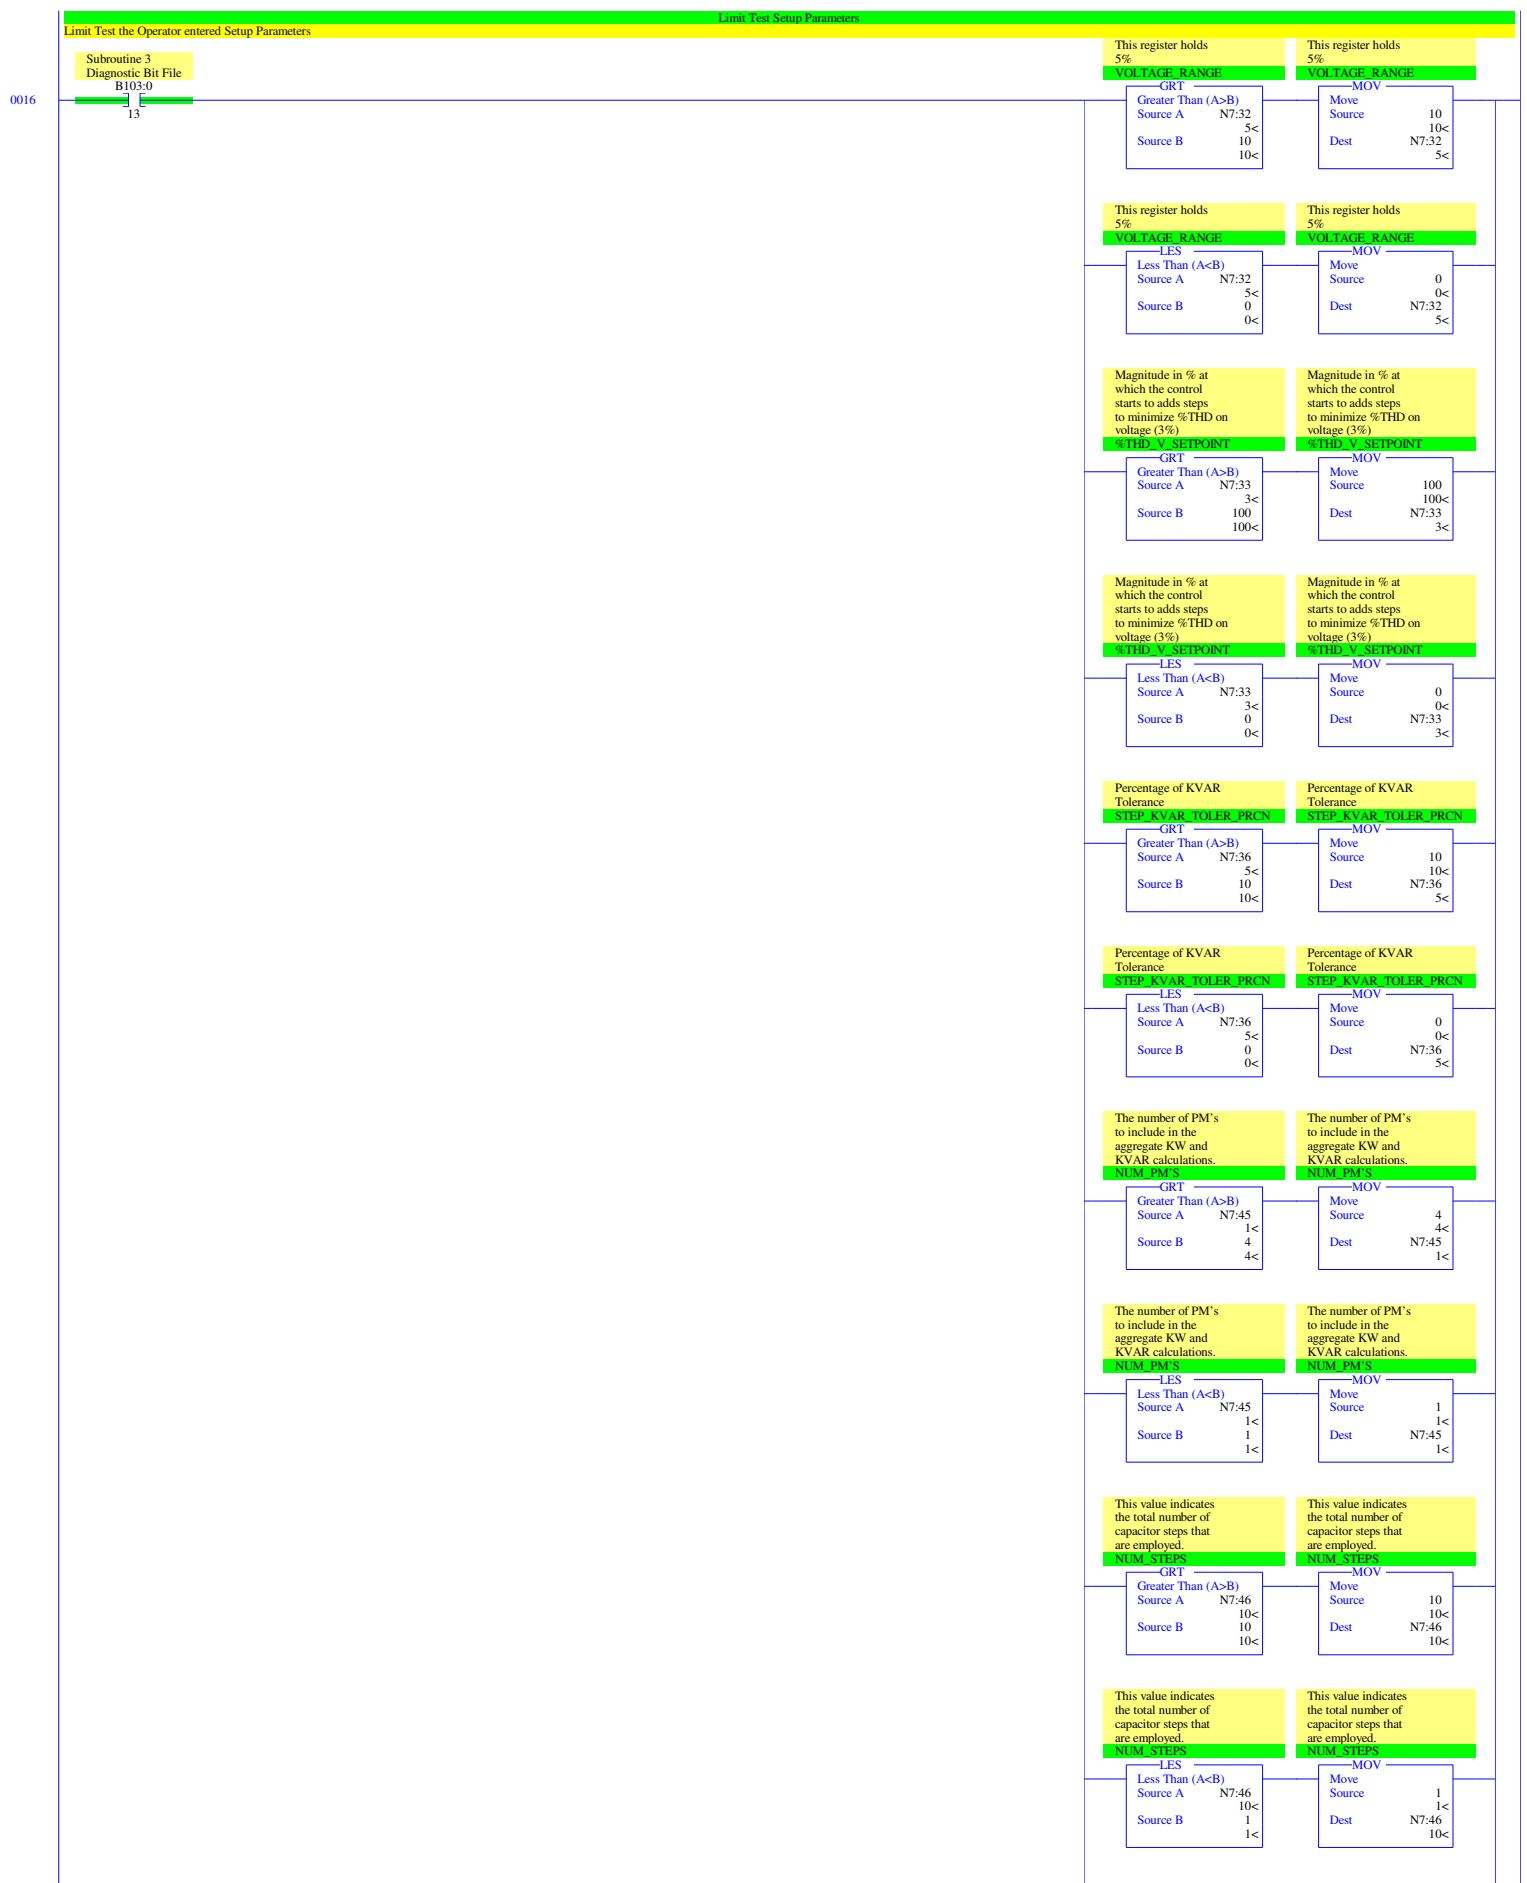 Limit Test Setup Parameters
Limit Test the Operator entered Setup Parameters
Subroutine 3
Diagnostic Bit File
B103:0
13
0016
This register holds
5%
VOLTAGE_RANGE
GRT
Greater Than (A>B)
Source A N7:32
5<
Source B 10
10<
This register holds
5%
VOLTAGE_RANGE
MOV
Move
Source 10
10<
Dest N7:32
5<
This register holds
5%
VOLTAGE_RANGE
LES
Less Than (A<B)
Source A N7:32
5<
Source B 0
0<
This register holds
5%
VOLTAGE_RANGE
MOV
Move
Source 0
0<
Dest N7:32
5<
Magnitude in % at
which the control
starts to adds steps
to minimize %THD on
voltage (3%)
%THD_V_SETPOINT
GRT
Greater Than (A>B)
Source A N7:33
3<
Source B 100
100<
Magnitude in % at
which the control
starts to adds steps
to minimize %THD on
voltage (3%)
%THD_V_SETPOINT
MOV
Move
Source 100
100<
Dest N7:33
3<
Magnitude in % at
which the control
starts to adds steps
to minimize %THD on
voltage (3%)
%THD_V_SETPOINT
LES
Less Than (A<B)
Source A N7:33
3<
Source B 0
0<
Magnitude in % at
which the control
starts to adds steps
to minimize %THD on
voltage (3%)
%THD_V_SETPOINT
MOV
Move
Source 0
0<
Dest N7:33
3<
Percentage of KVAR
Tolerance
STEP_KVAR_TOLER_PRCN
GRT
Greater Than (A>B)
Source A N7:36
5<
Source B 10
10<
Percentage of KVAR
Tolerance
STEP_KVAR_TOLER_PRCN
MOV
Move
Source 10
10<
Dest N7:36
5<
Percentage of KVAR
Tolerance
STEP_KVAR_TOLER_PRCN
LES
Less Than (A<B)
Source A N7:36
5<
Source B 0
0<
Percentage of KVAR
Tolerance
STEP_KVAR_TOLER_PRCN
MOV
Move
Source 0
0<
Dest N7:36
5<
The number of PM's
to include in the
aggregate KW and
KVAR calculations.
NUM_PM'S
GRT
Greater Than (A>B)
Source A N7:45
1<
Source B 4
4<
The number of PM's
to include in the
aggregate KW and
KVAR calculations.
NUM_PM'S
MOV
Move
Source 4
4<
Dest N7:45
1<
The number of PM's
to include in the
aggregate KW and
KVAR calculations.
NUM_PM'S
LES
Less Than (A<B)
Source A N7:45
1<
Source B 1
1<
The number of PM's
to include in the
aggregate KW and
KVAR calculations.
NUM_PM'S
MOV
Move
Source 1
1<
Dest N7:45
1<
This value indicates
the total number of
capacitor steps that
are employed.
NUM_STEPS
GRT
Greater Than (A>B)
Source A N7:46
10<
Source B 10
10<
This value indicates
the total number of
capacitor steps that
are employed.
NUM_STEPS
MOV
Move
Source 10
10<
Dest N7:46
10<
This value indicates
the total number of
capacitor steps that
are employed.
NUM_STEPS
LES
Less Than (A<B)
Source A N7:46
10<
Source B 1
1<
This value indicates
the total number of
capacitor steps that
are employed.
NUM_STEPS
MOV
Move
Source 1
1<
Dest N7:46
10<